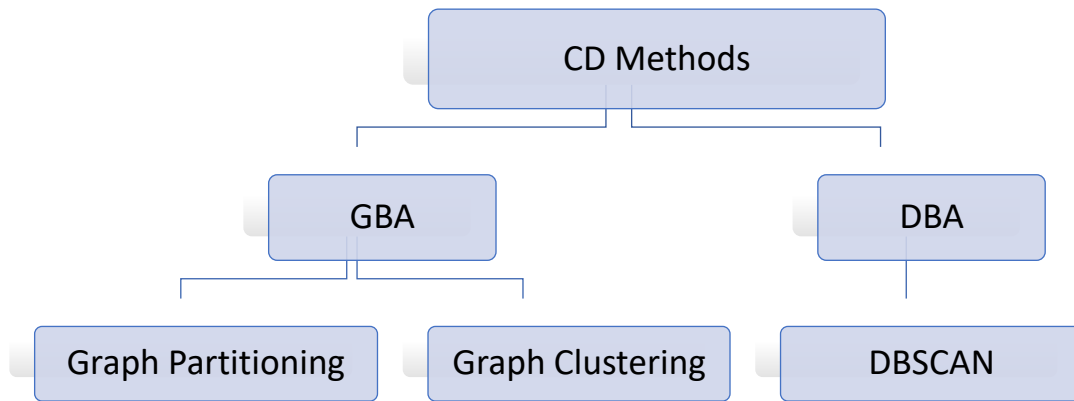 CD Methods
GBA
DBA
Graph Partitioning
Graph Clustering
DBSCAN